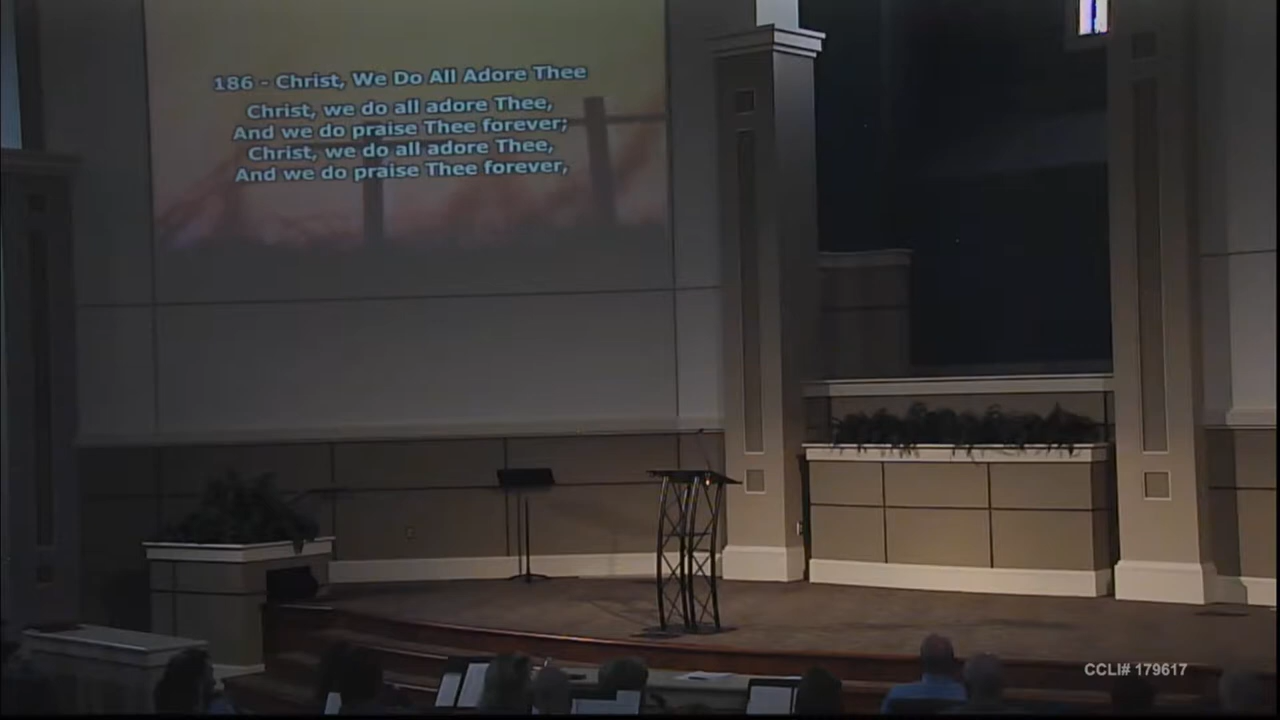 186 - Christ, We Do All Adore Thee
Christ, we do all adore Thee,
And we do praise Thee forever;
Christ, we do all adore Thee,
And we do praise Thee forever,
CCLI# 179617